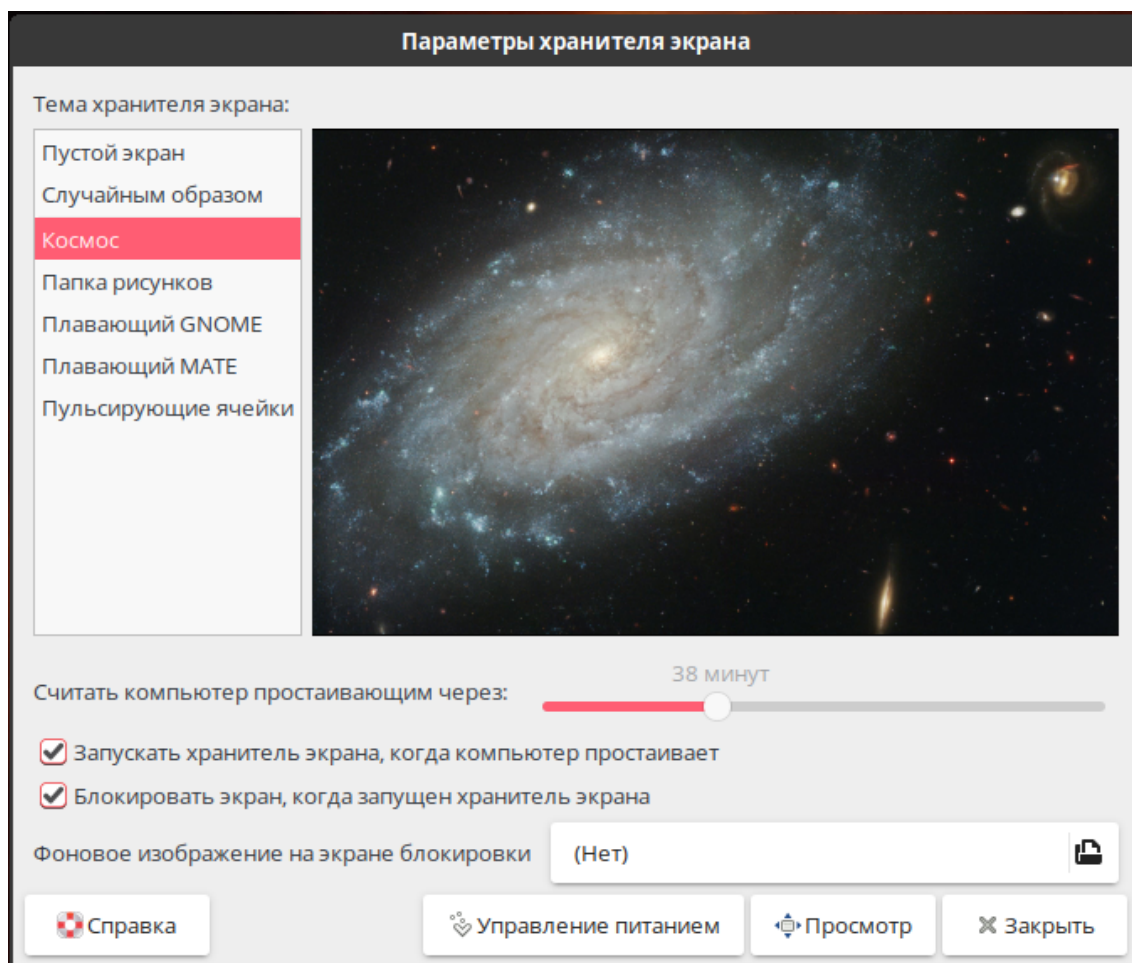 Параметры хранителя экрана
Тема хранителя экрана:
Пустой экран
Случайным образом
Космос
Папка рисунков
Плавающий GNOME
Плавающий MATE
Пульсирующие ячейки
38 минут
Считать компьютер простаивающим через:
Запускать хранитель экрана, когда компьютер простаивает
Блокировать экран, когда запущен хранитель экрана
Фоновое изображение на экране блокировки (Нет)
Справка Управление питанием Просмотр Закрыть